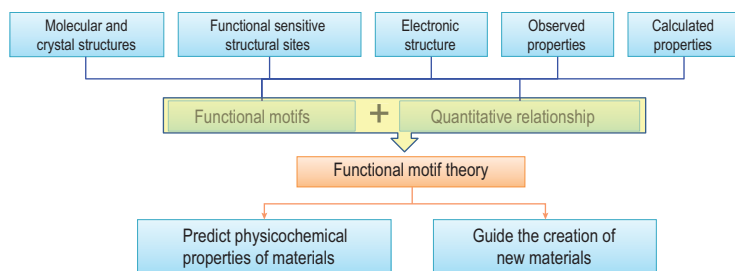 Molecular and
crystal structures
Functional sensitive
structural sites
Electronic
structure
Observed
properties
Calculated
properties
Functional motifs
+
Quantitative relationship
Functional motif theory
Predict physicochemical
properties of materials
Guide the creation of
new materials